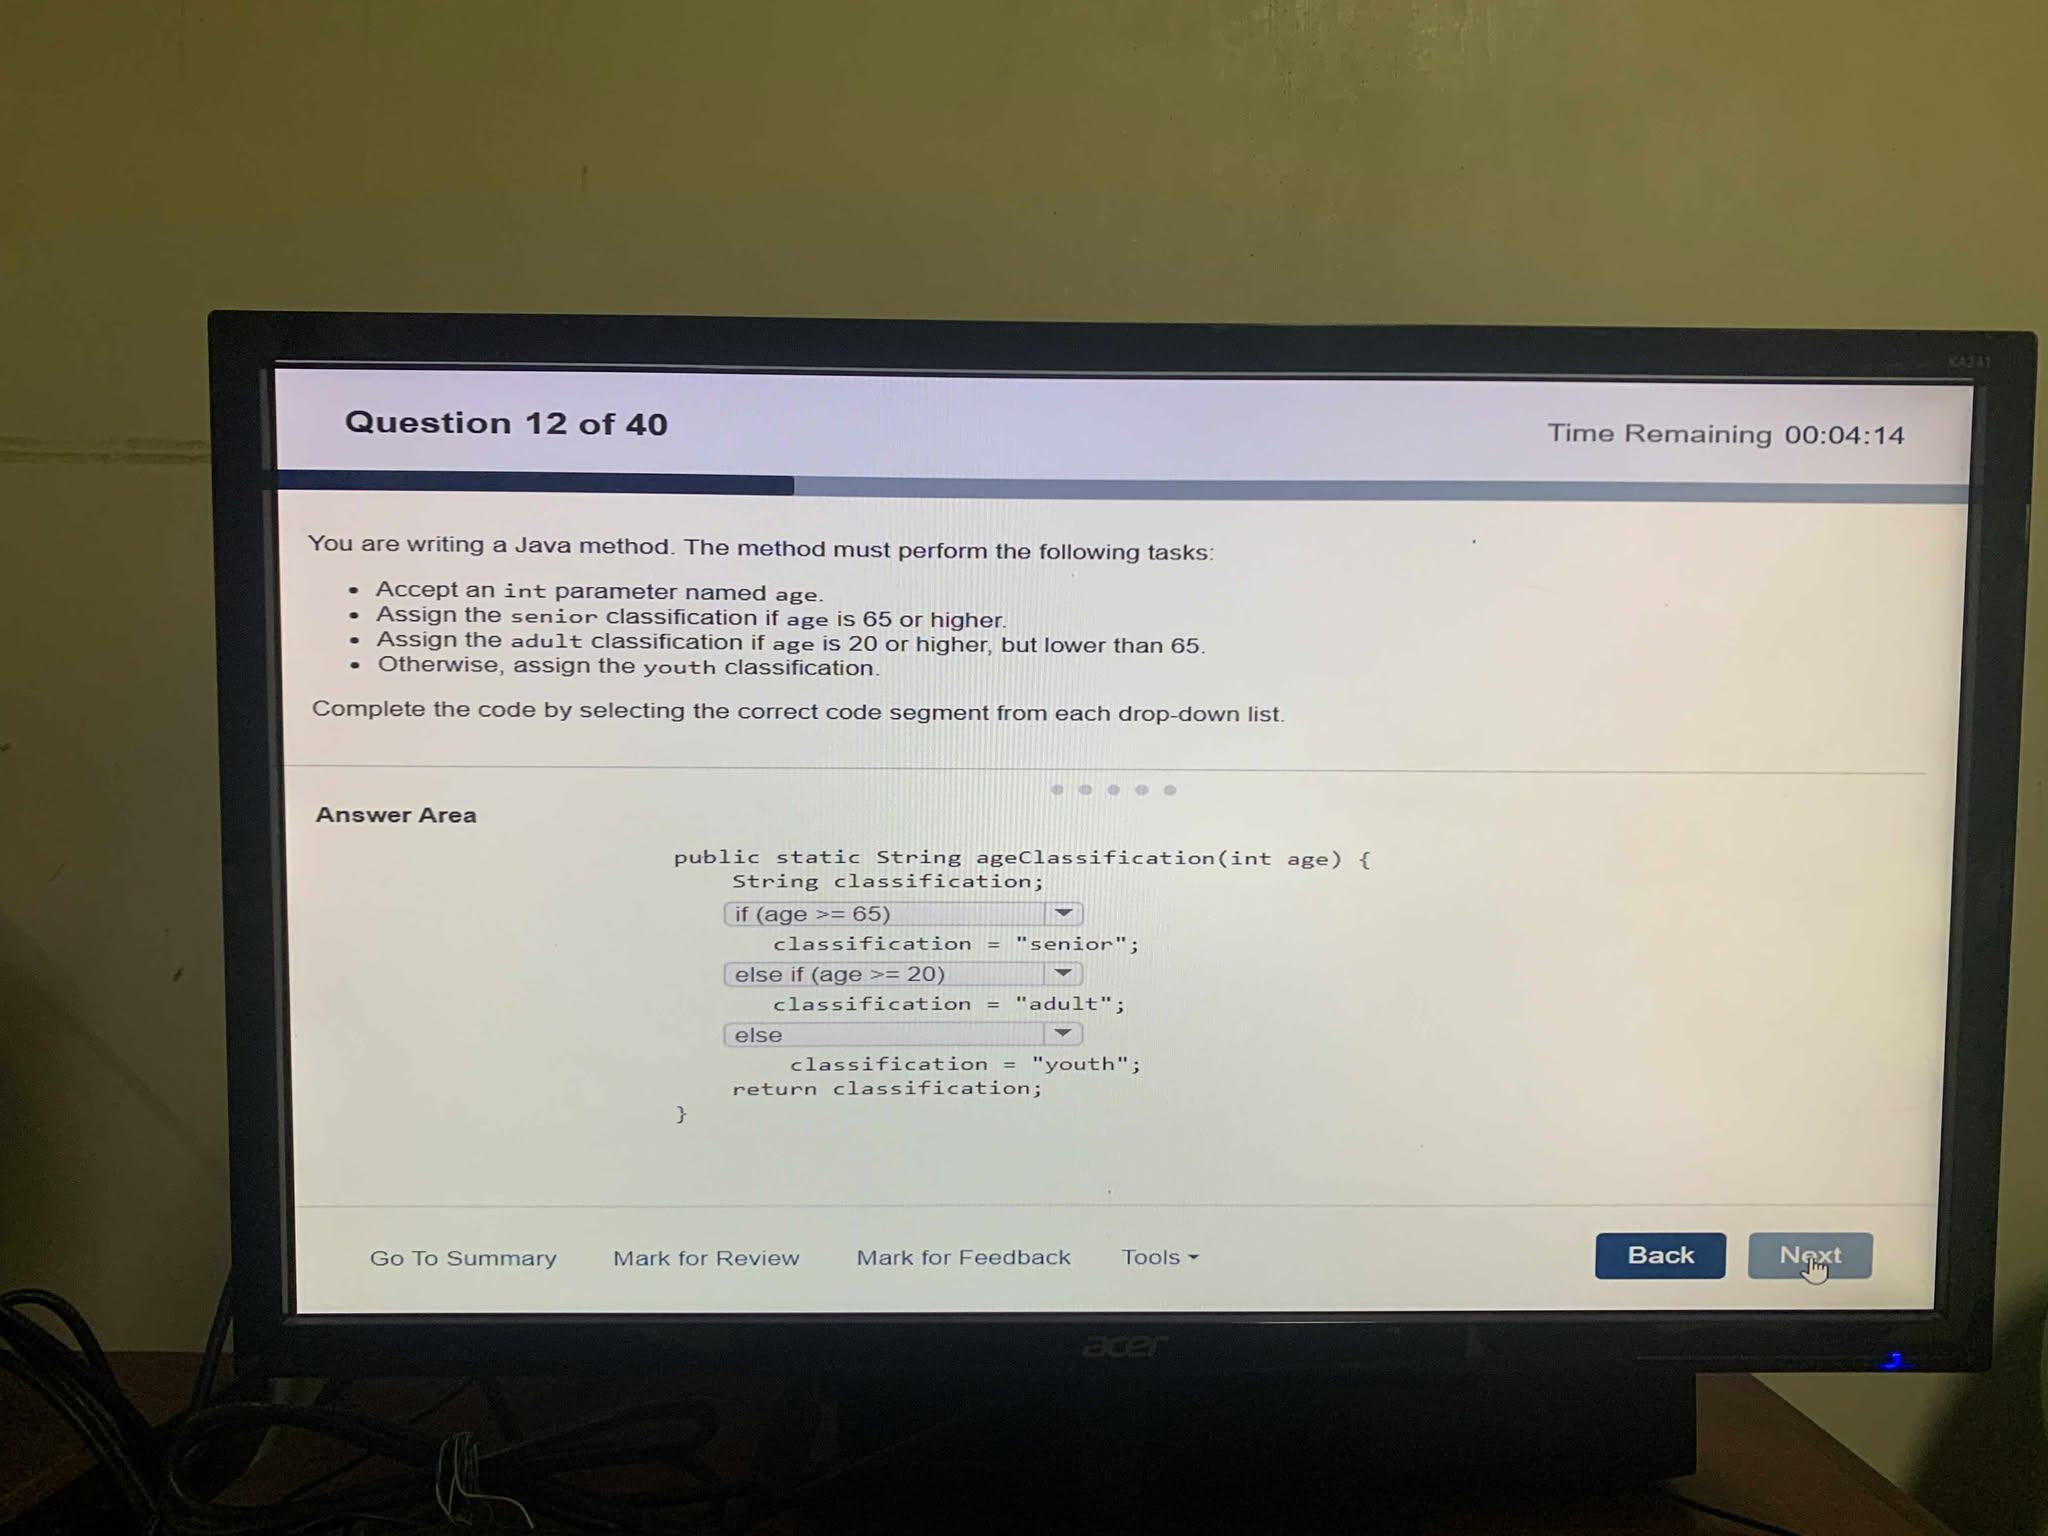 KA241
Question 12 of 40
Time Remaining 00:04:14
You are writing a Java method. The method must perform the following tasks:
• Accept an int parameter named age.
• Assign the senior classification if age is 65 or higher.
• Assign the adult classification if age is 20 or higher, but lower than 65.
• Otherwise, assign the youth classification.
Complete the code by selecting the correct code segment from each drop-down list.
Answer Area
public static String ageClassification(int age) {
String classification;
if (age >= 65)
classification = "senior";
else if (age >= 20)
classification = "adult";
else
classification = "youth";
return classification;
}
Go To Summary Mark for Review Mark for Feedback Tools Back Next
acer